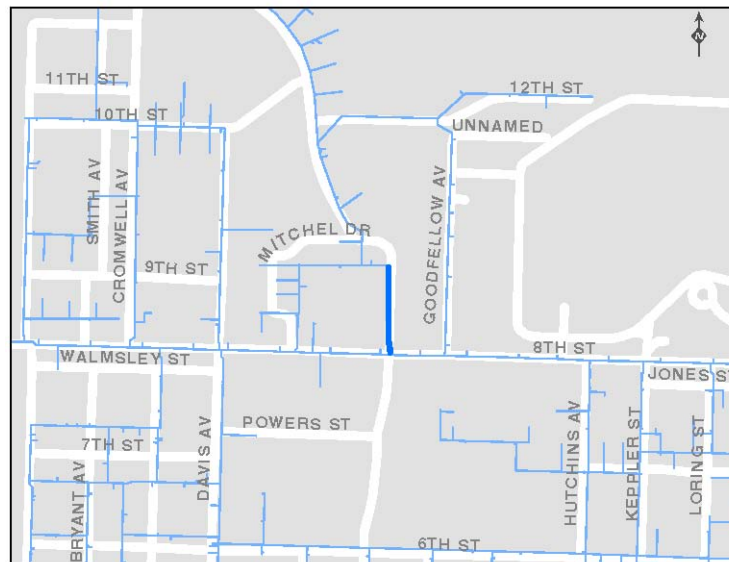 N
11TH ST
12TH ST
10TH ST
UNNAMED
SMITH AV
CROMWELL AV
GOODFELLOW AV
MITCHEL DR
9TH ST
8TH ST
WALMSLEY ST
JONES ST
POWERS ST
7TH ST
DAVIS AV
BRYANT AV
HUTCHINS AV
KEPPLER ST
LORING ST
6TH ST